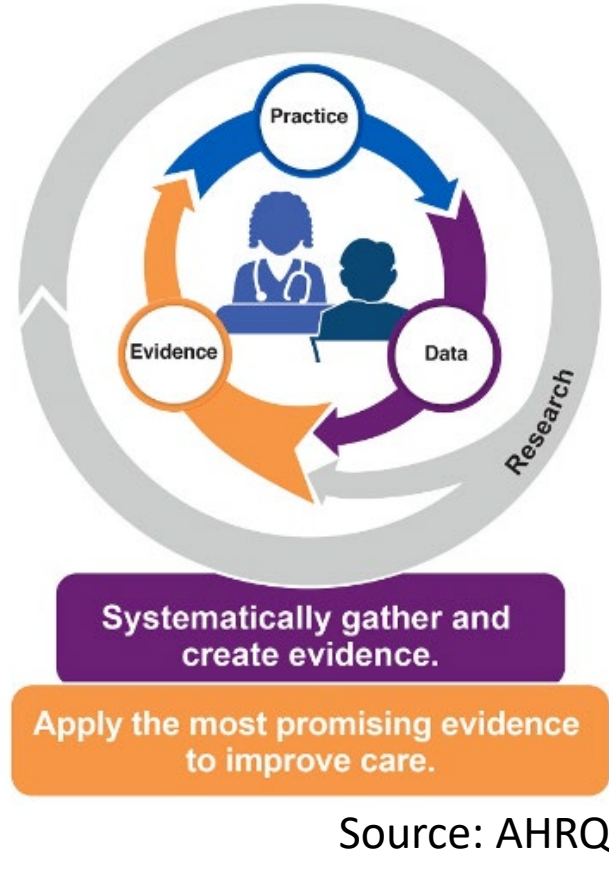 Practice
Evidence
Data
Research
Systematically gather and
create evidence.
Apply the most promising evidence
to improve care.
Source: AHRQ